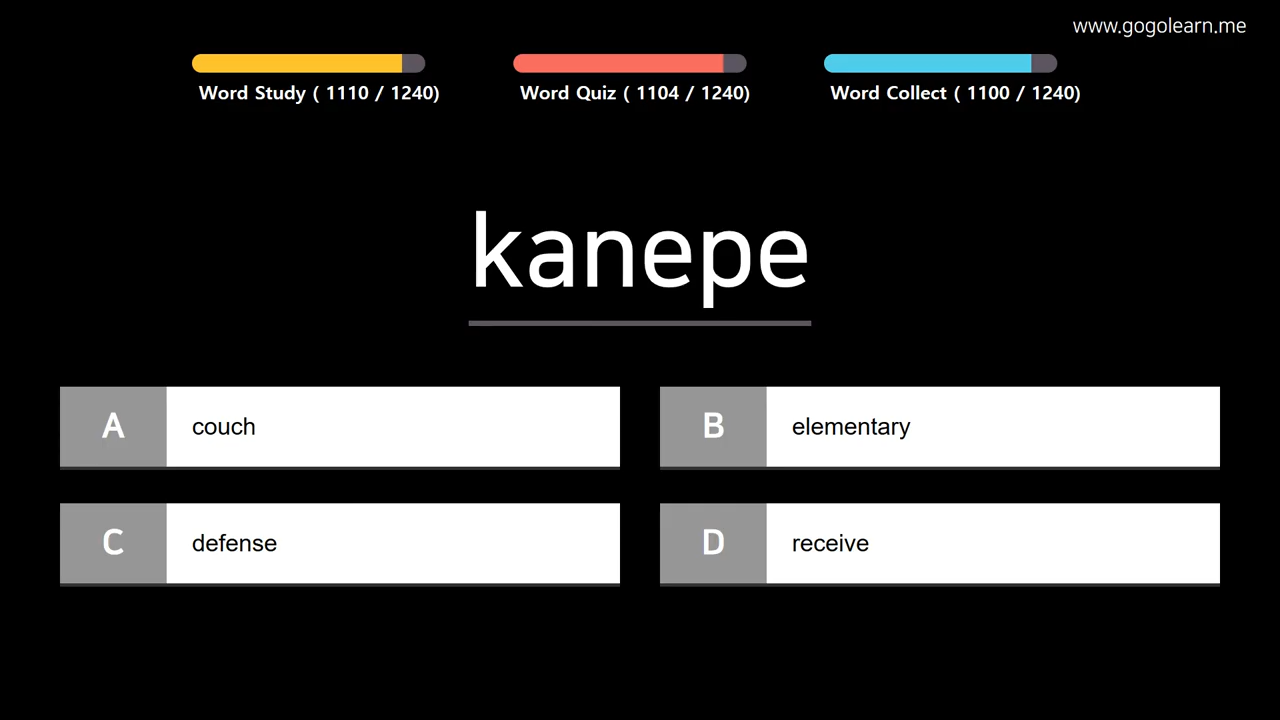 www.gogolearn.me
Word Study ( 1110 / 1240)
Word Quiz ( 1104 / 1240)
Word Collect ( 1100 / 1240)
kanepe
A couch
B elementary
C defense
D receive